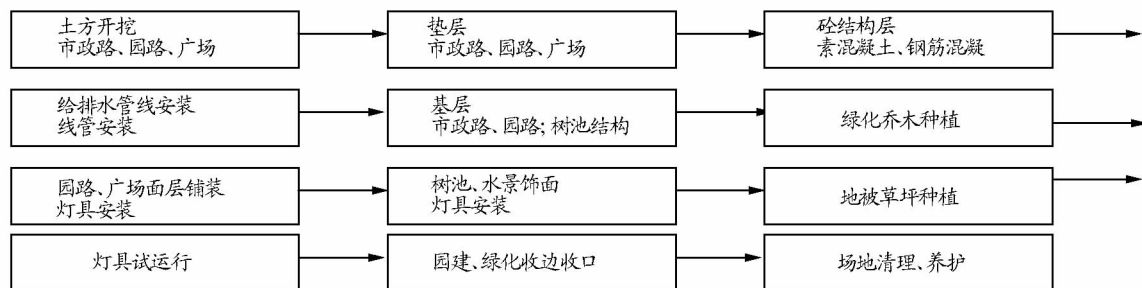 土方开挖
市政路、园路、广场
垫层
市政路、园路、广场
砼结构层
素混凝土、钢筋混凝
给排水管线安装
线管安装
基层
市政路、园路；树池结构
绿化乔木种植
园路、广场面层铺装
灯具安装
树池、水景饰面
灯具安装
地被草坪种植
灯具试运行
园建、绿化收边收口
场地清理、养护